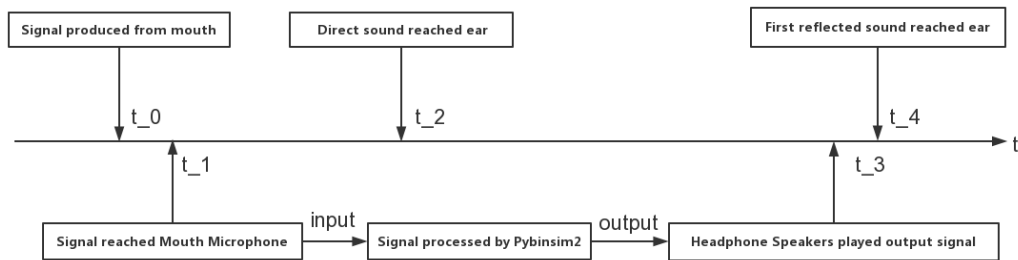 Signal produced from mouth
Direct sound reached ear
First reflected sound reached ear
t_0
t_2
t_4
t
t_1
t_3
input
output
Signal reached Mouth Microphone
Signal processed by Pybinsim2
Headphone Speakers played output signal